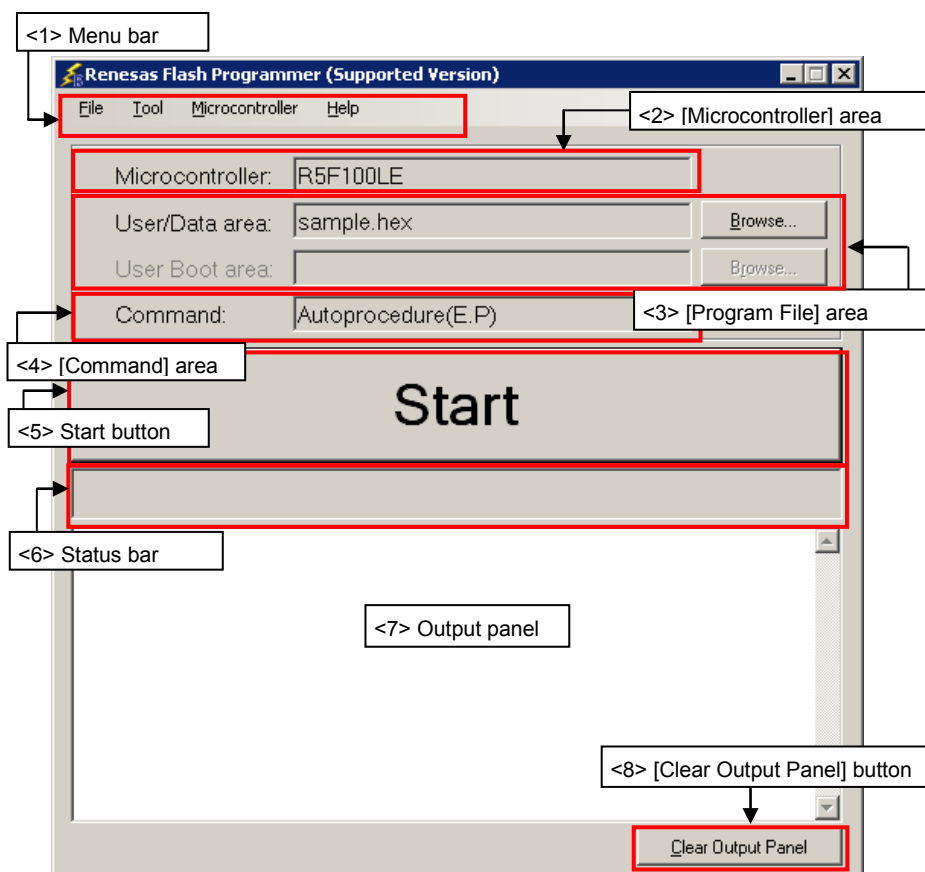 <1> Menu bar
Renesas Flash Programmer (Supported Version)
File Tool Microcontroller Help
<2> [Microcontroller] area
Microcontroller: R5F100LE
User/Data area: sample.hex Browse...
User Boot area: Browse...
<3> [Program File] area
Command: Autoprocedure(E.P)
<4> [Command] area
Start
<5> Start button
<6> Status bar
<7> Output panel
<8> [Clear Output Panel] button
Clear Output Panel